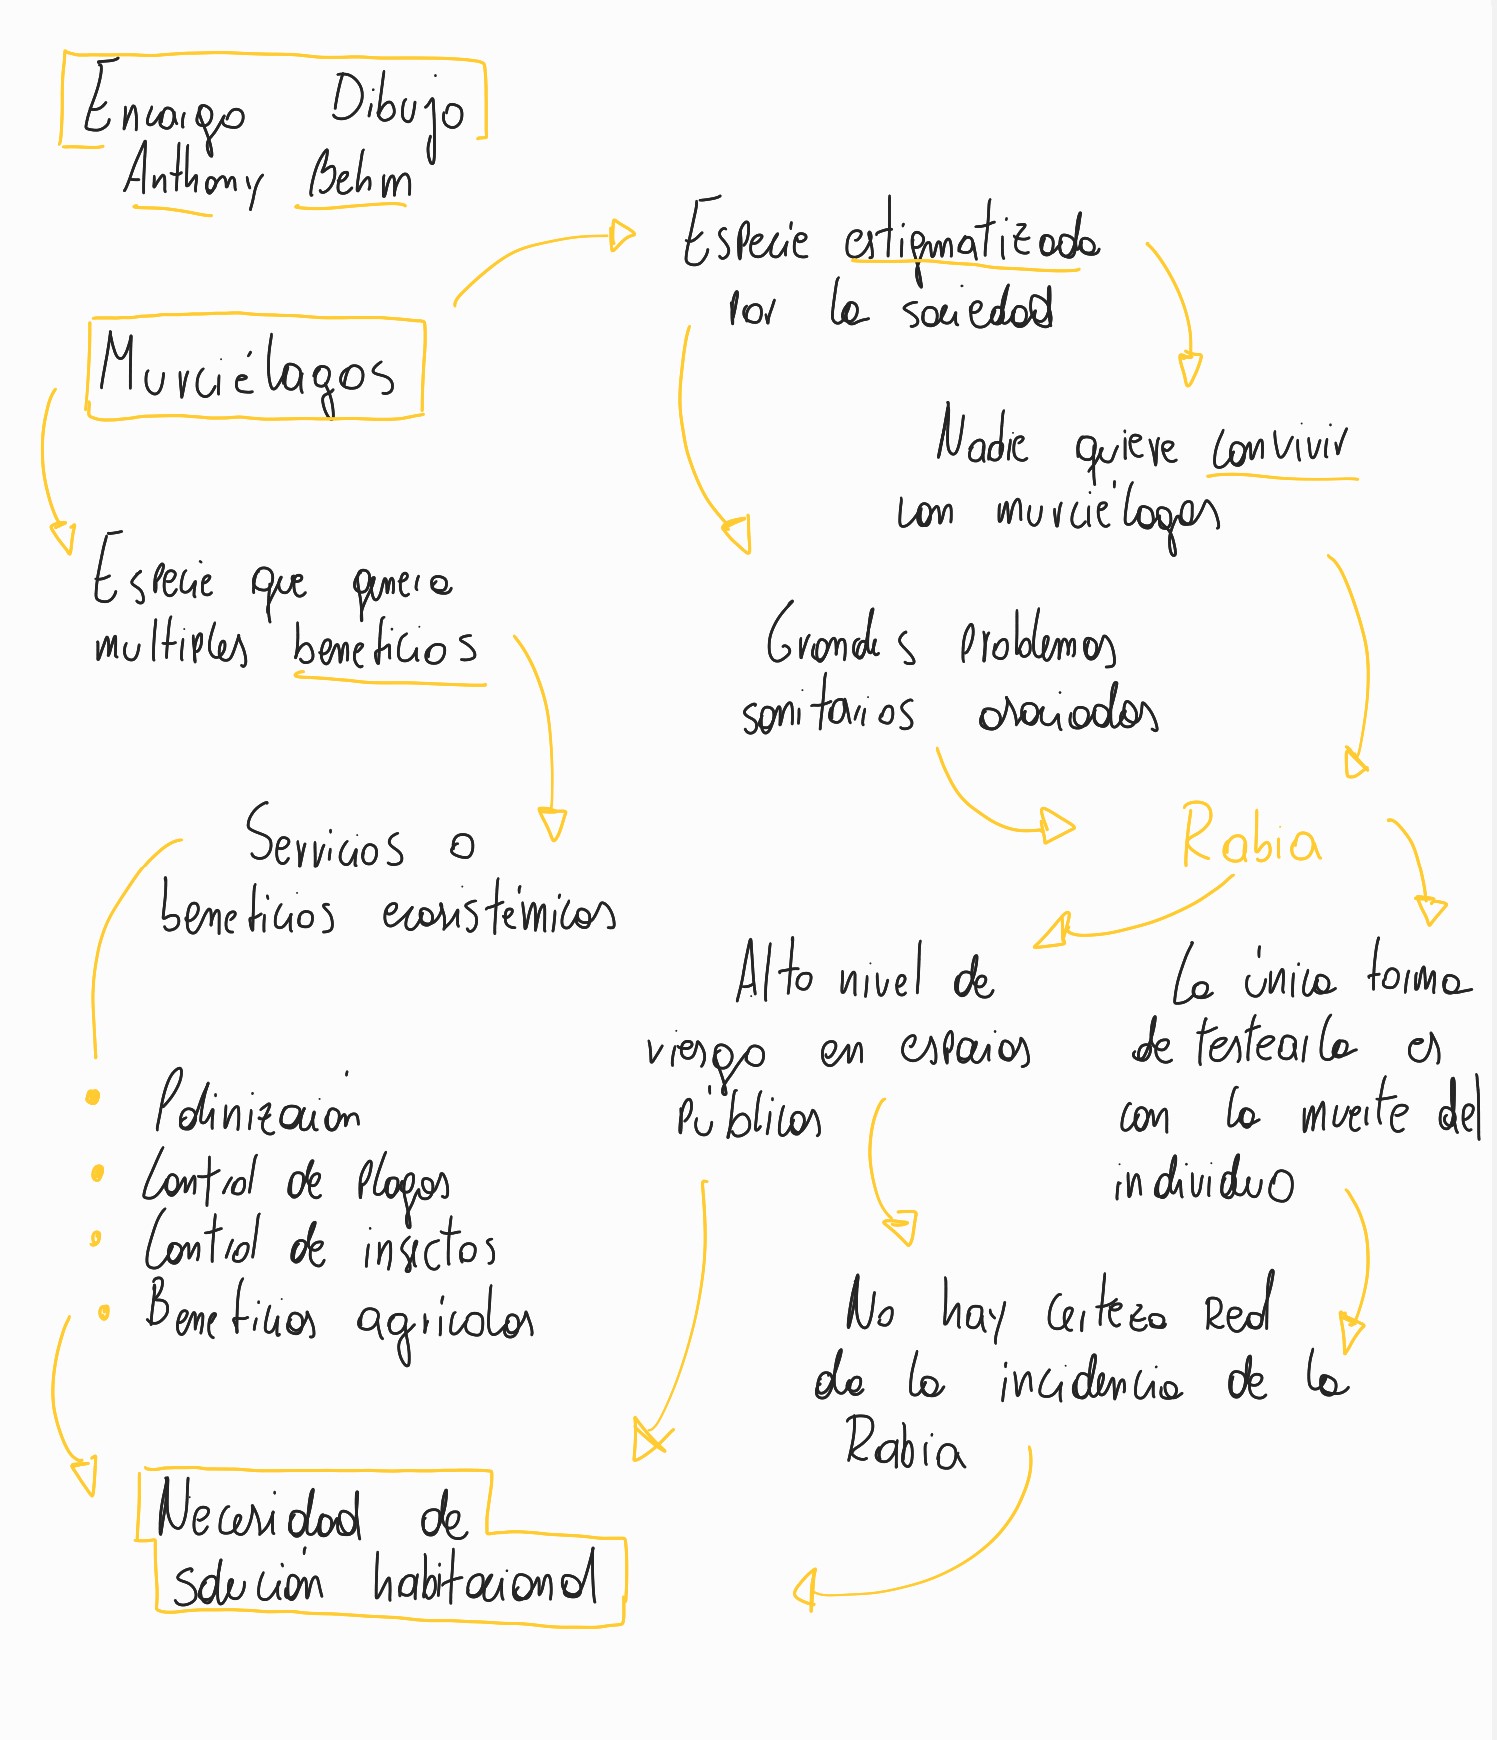 Encargo Dibujo
Anthony Behm
Murciélagos
Especie que genera
multiples beneficios
Servicios o
beneficios ecosistémicos
Polinización
Control de plagas
Control de insectos
Beneficios agricolas
Necesidad de
solución habitacional
Especie estigmatizada
por la sociedad
Nadie quiere convivir
con murciélagos
Grandes problemas
sanitarios asociados
Rabia
Alto nivel de
riesgo en espacios
públicos
La única forma
de testearla es
con la muerte del
individuo
No hay certeza real
de la incidencia de la
Rabia